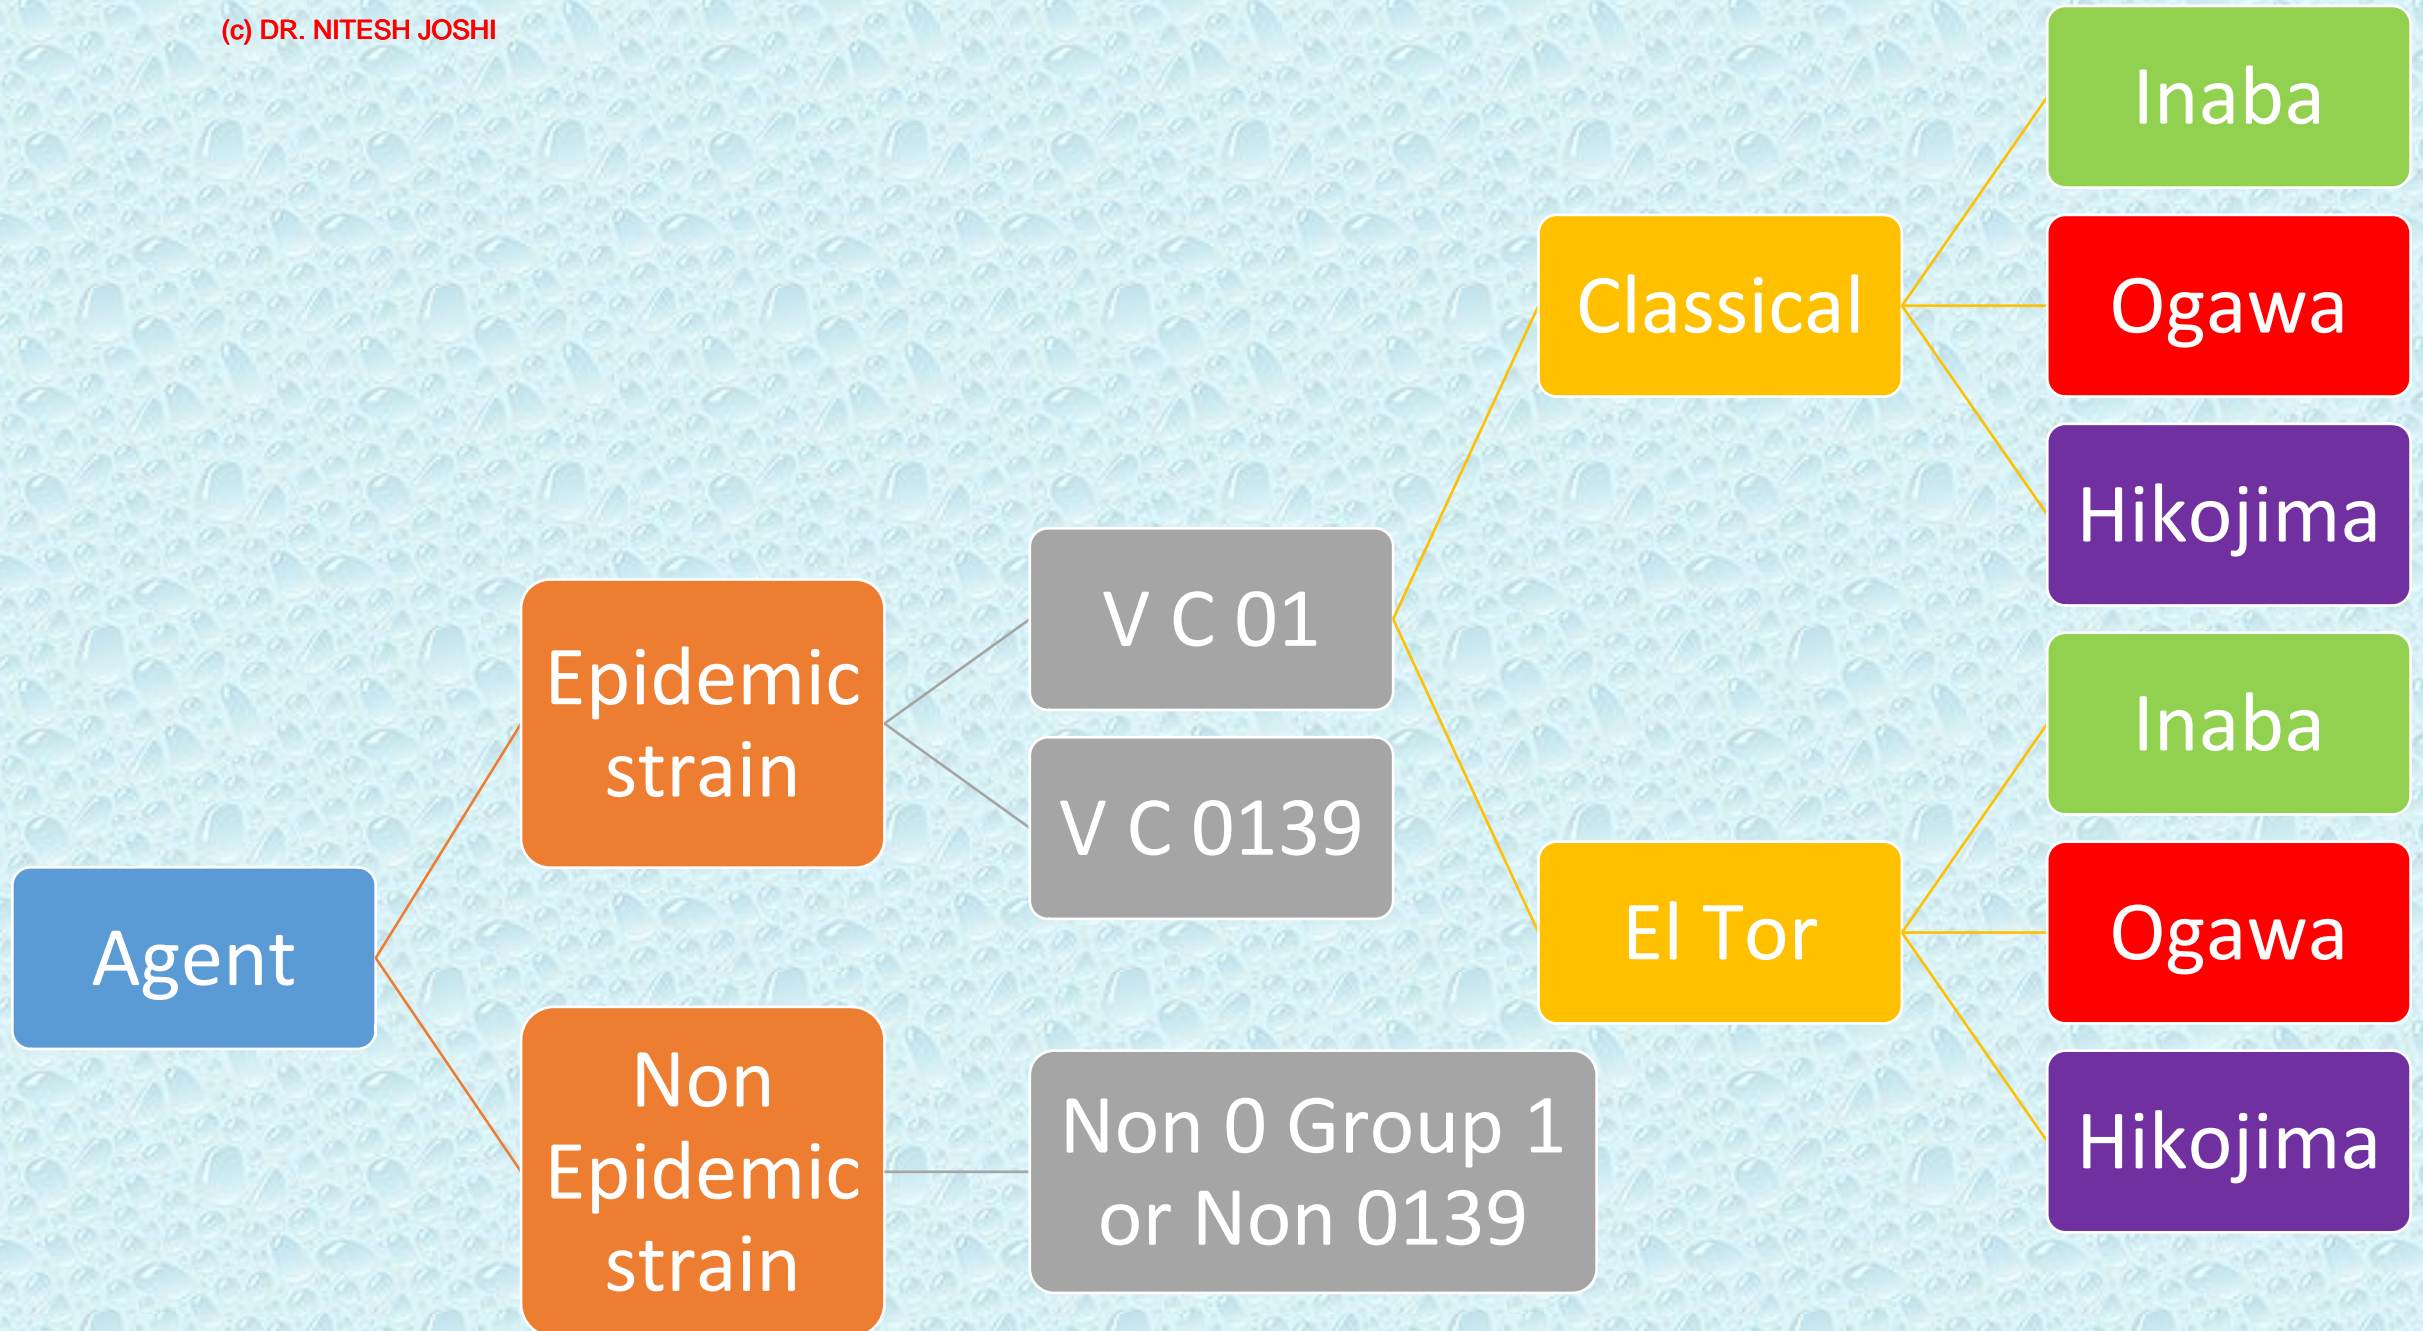 (c) DR. NITESH JOSHI
Agent
Epidemic
strain
Non
Epidemic
strain
V C 01
V C 0139
Non 0 Group 1
or Non 0139
Classical
El Tor
Inaba
Ogawa
Hikojima
Inaba
Ogawa
Hikojima